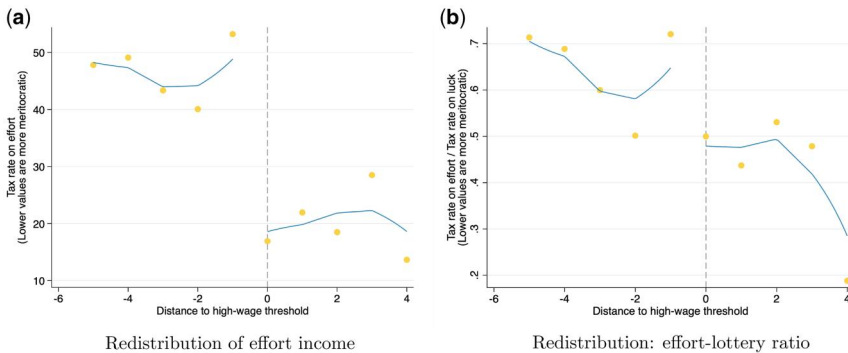 (a)
Tax rate on effort
(Lower values are more meritocratic)
50
40
30
20
10
-6
-4
-2
0
2
4
Distance to high-wage threshold
Redistribution of effort income
(b)
Tax rate on effort / Tax rate on luck
(Lower values are more meritocratic)
.7
.6
.5
.4
.3
.2
-6
-4
-2
0
2
4
Distance to high-wage threshold
Redistribution: effort-lottery ratio